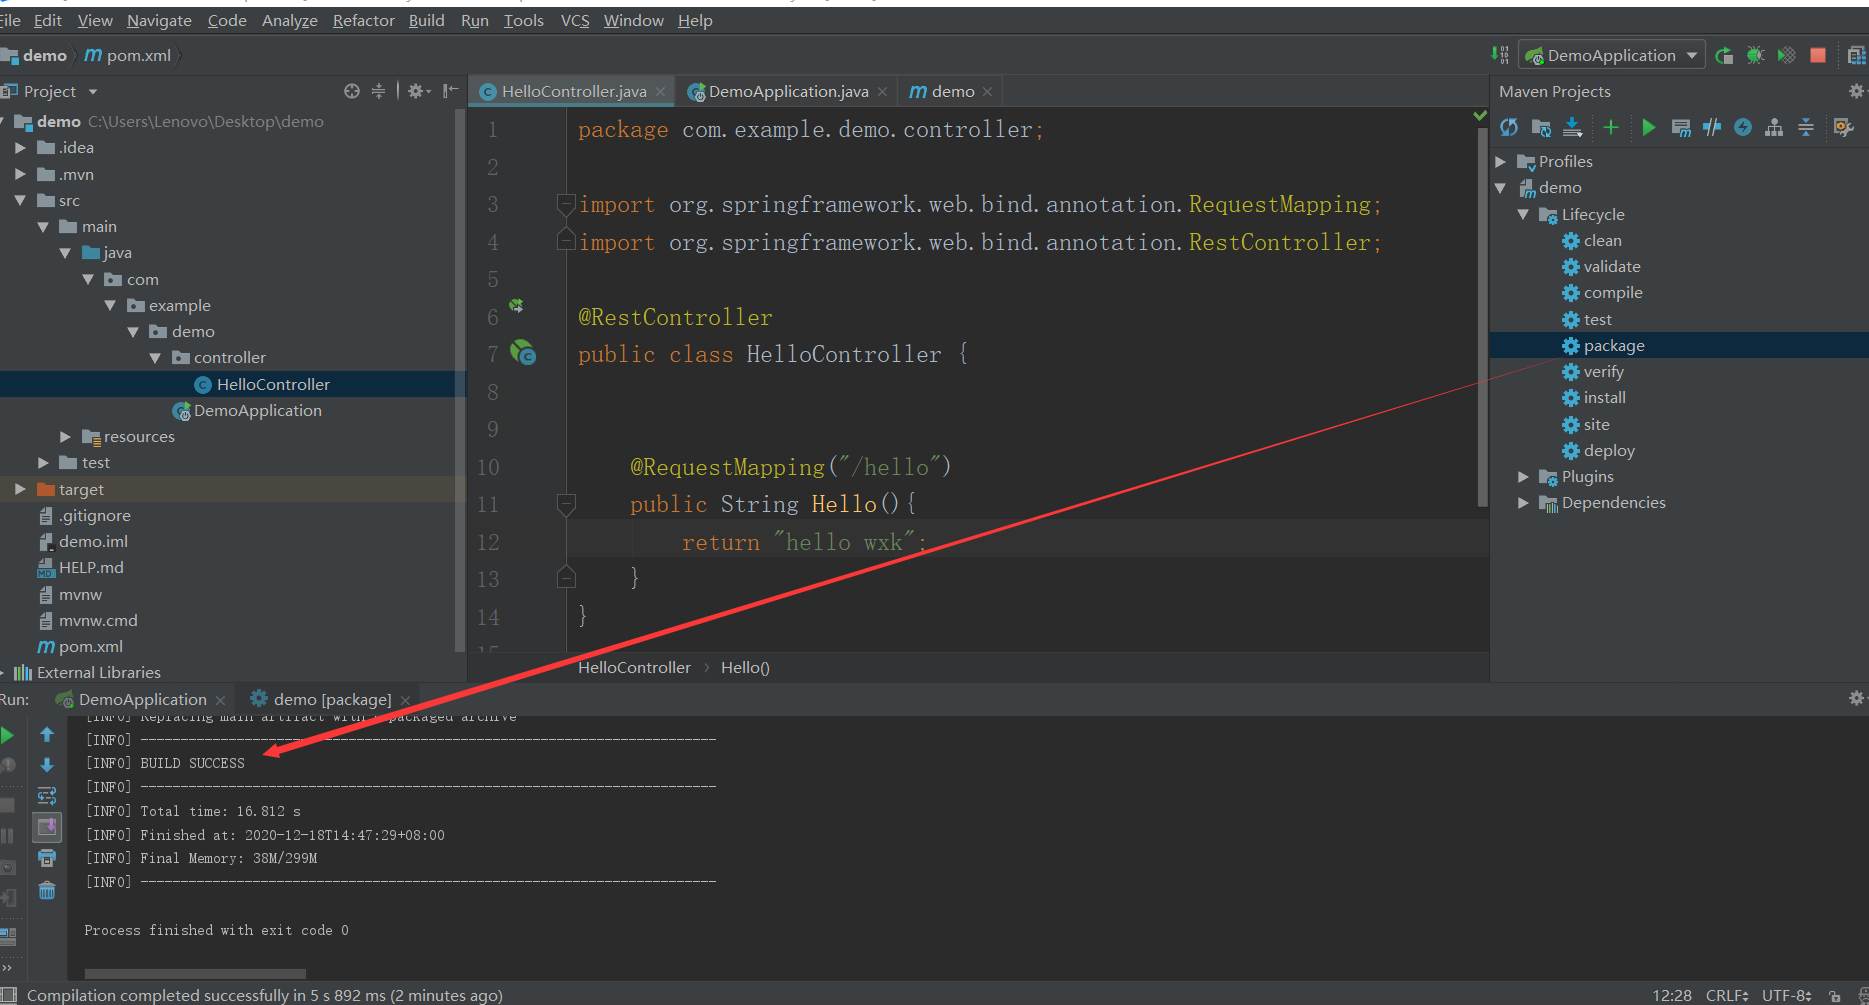 File Edit View Navigate Code Analyze Refactor Build Run Tools VCS Window Help
demo pom.xml
DemoApplication
Project
demo C:\Users\Lenovo\Desktop\demo
.idea
.mvn
src
main
java
com
example
demo
controller
HelloController
DemoApplication
resources
test
target
.gitignore
demo.iml
HELP.md
mvnw
mvnw.cmd
pom.xml
External Libraries
HelloController.java DemoApplication.java demo
1 package com.example.demo.controller;
2
3 import org.springframework.web.bind.annotation.RequestMapping;
4 import org.springframework.web.bind.annotation.RestController;
5
6 @RestController
7 public class HelloController {
8
9
10 @RequestMapping("/hello")
11 public String Hello(){
12 return "hello wxk";
13 }
14 }
15
HelloController › Hello()
Maven Projects
Profiles
demo
Lifecycle
clean
validate
compile
test
package
verify
install
site
deploy
Plugins
Dependencies
Run: DemoApplication demo [package]
[INFO] Replacing main artifact with repackaged archive
[INFO] ------------------------------------------------------------------------
[INFO] BUILD SUCCESS
[INFO] ------------------------------------------------------------------------
[INFO] Total time: 16.812 s
[INFO] Finished at: 2020-12-18T14:47:29+08:00
[INFO] Final Memory: 38M/299M
[INFO] ------------------------------------------------------------------------
Process finished with exit code 0
Compilation completed successfully in 5 s 892 ms (2 minutes ago)
12:28 CRLF UTF-8